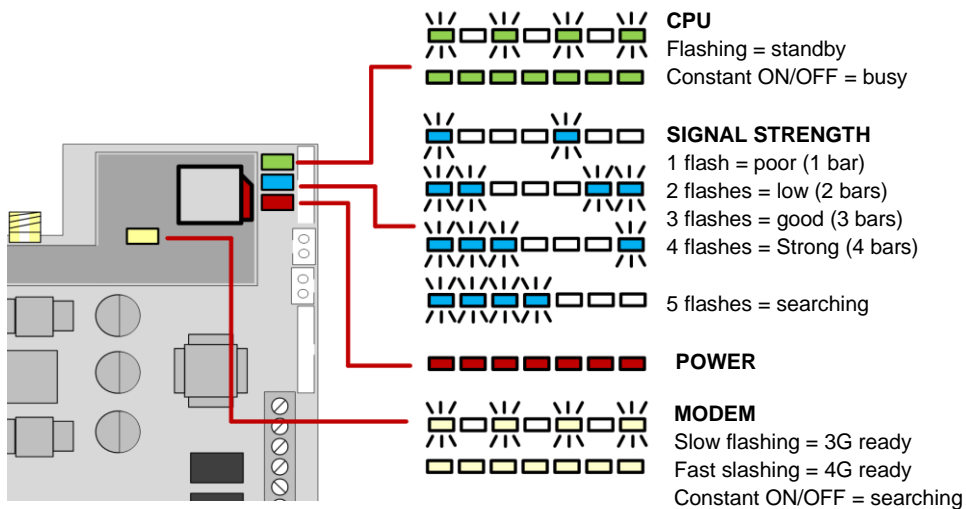 CPU
Flashing = standby
Constant ON/OFF = busy
SIGNAL STRENGTH
1 flash = poor (1 bar)
2 flashes = low (2 bars)
3 flashes = good (3 bars)
4 flashes = Strong (4 bars)
5 flashes = searching
POWER
MODEM
Slow flashing = 3G ready
Fast slashing = 4G ready
Constant ON/OFF = searching